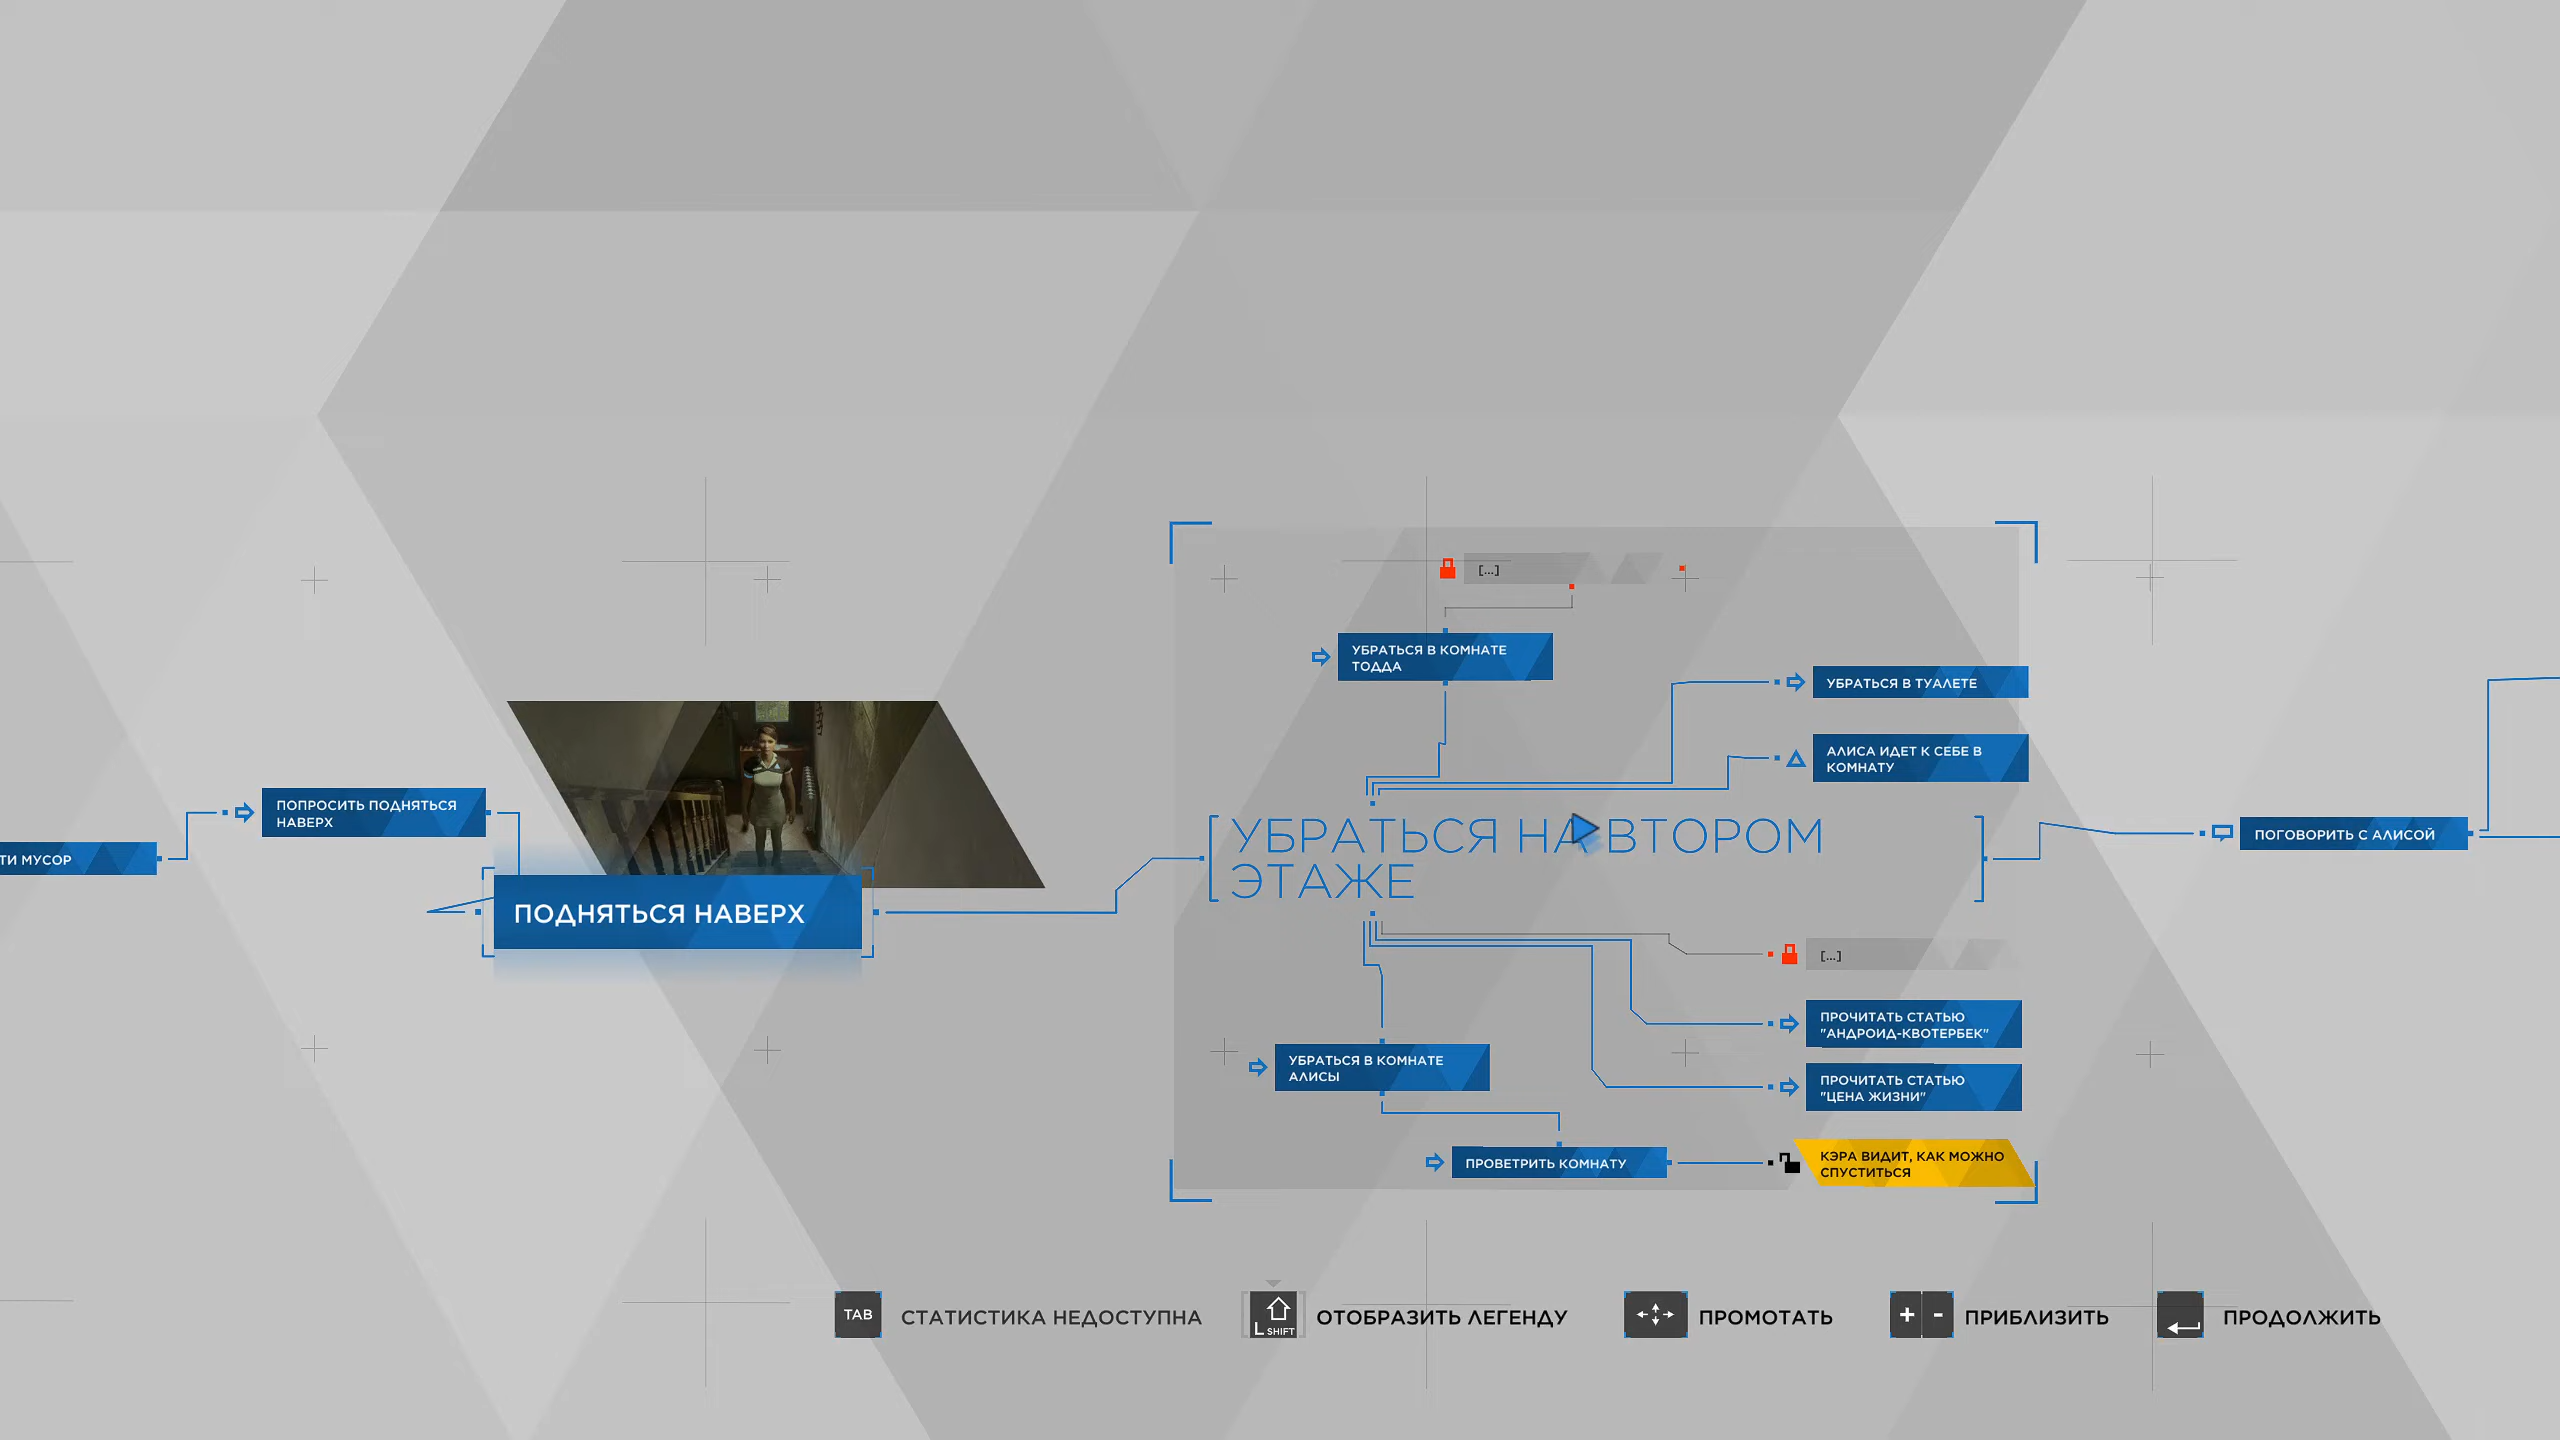 [...]
УБРАТЬСЯ В КОМНАТЕ
ТОДДА
УБРАТЬСЯ В ТУАЛЕТЕ
АЛИСА ИДЕТ К СЕБЕ В
КОМНАТУ
ПОПРОСИТЬ ПОДНЯТЬСЯ
НАВЕРХ
ТИ МУСОР
ПОДНЯТЬСЯ НАВЕРХ
УБРАТЬСЯ НА ВТОРОМ
ЭТАЖЕ
ПОГОВОРИТЬ С АЛИСОЙ
[...]
ПРОЧИТАТЬ СТАТЬЮ
"АНДРОИД-КВОТЕРБЕК"
УБРАТЬСЯ В КОМНАТЕ
АЛИСЫ
ПРОЧИТАТЬ СТАТЬЮ
"ЦЕНА ЖИЗНИ"
ПРОВЕТРИТЬ КОМНАТУ
КЭРА ВИДИТ, КАК МОЖНО
СПУСТИТЬСЯ
TAB СТАТИСТИКА НЕДОСТУПНА
L SHIFT ОТОБРАЗИТЬ ЛЕГЕНДУ
ПРОМОТАТЬ
+ - ПРИБЛИЗИТЬ
ПРОДОЛЖИТЬ